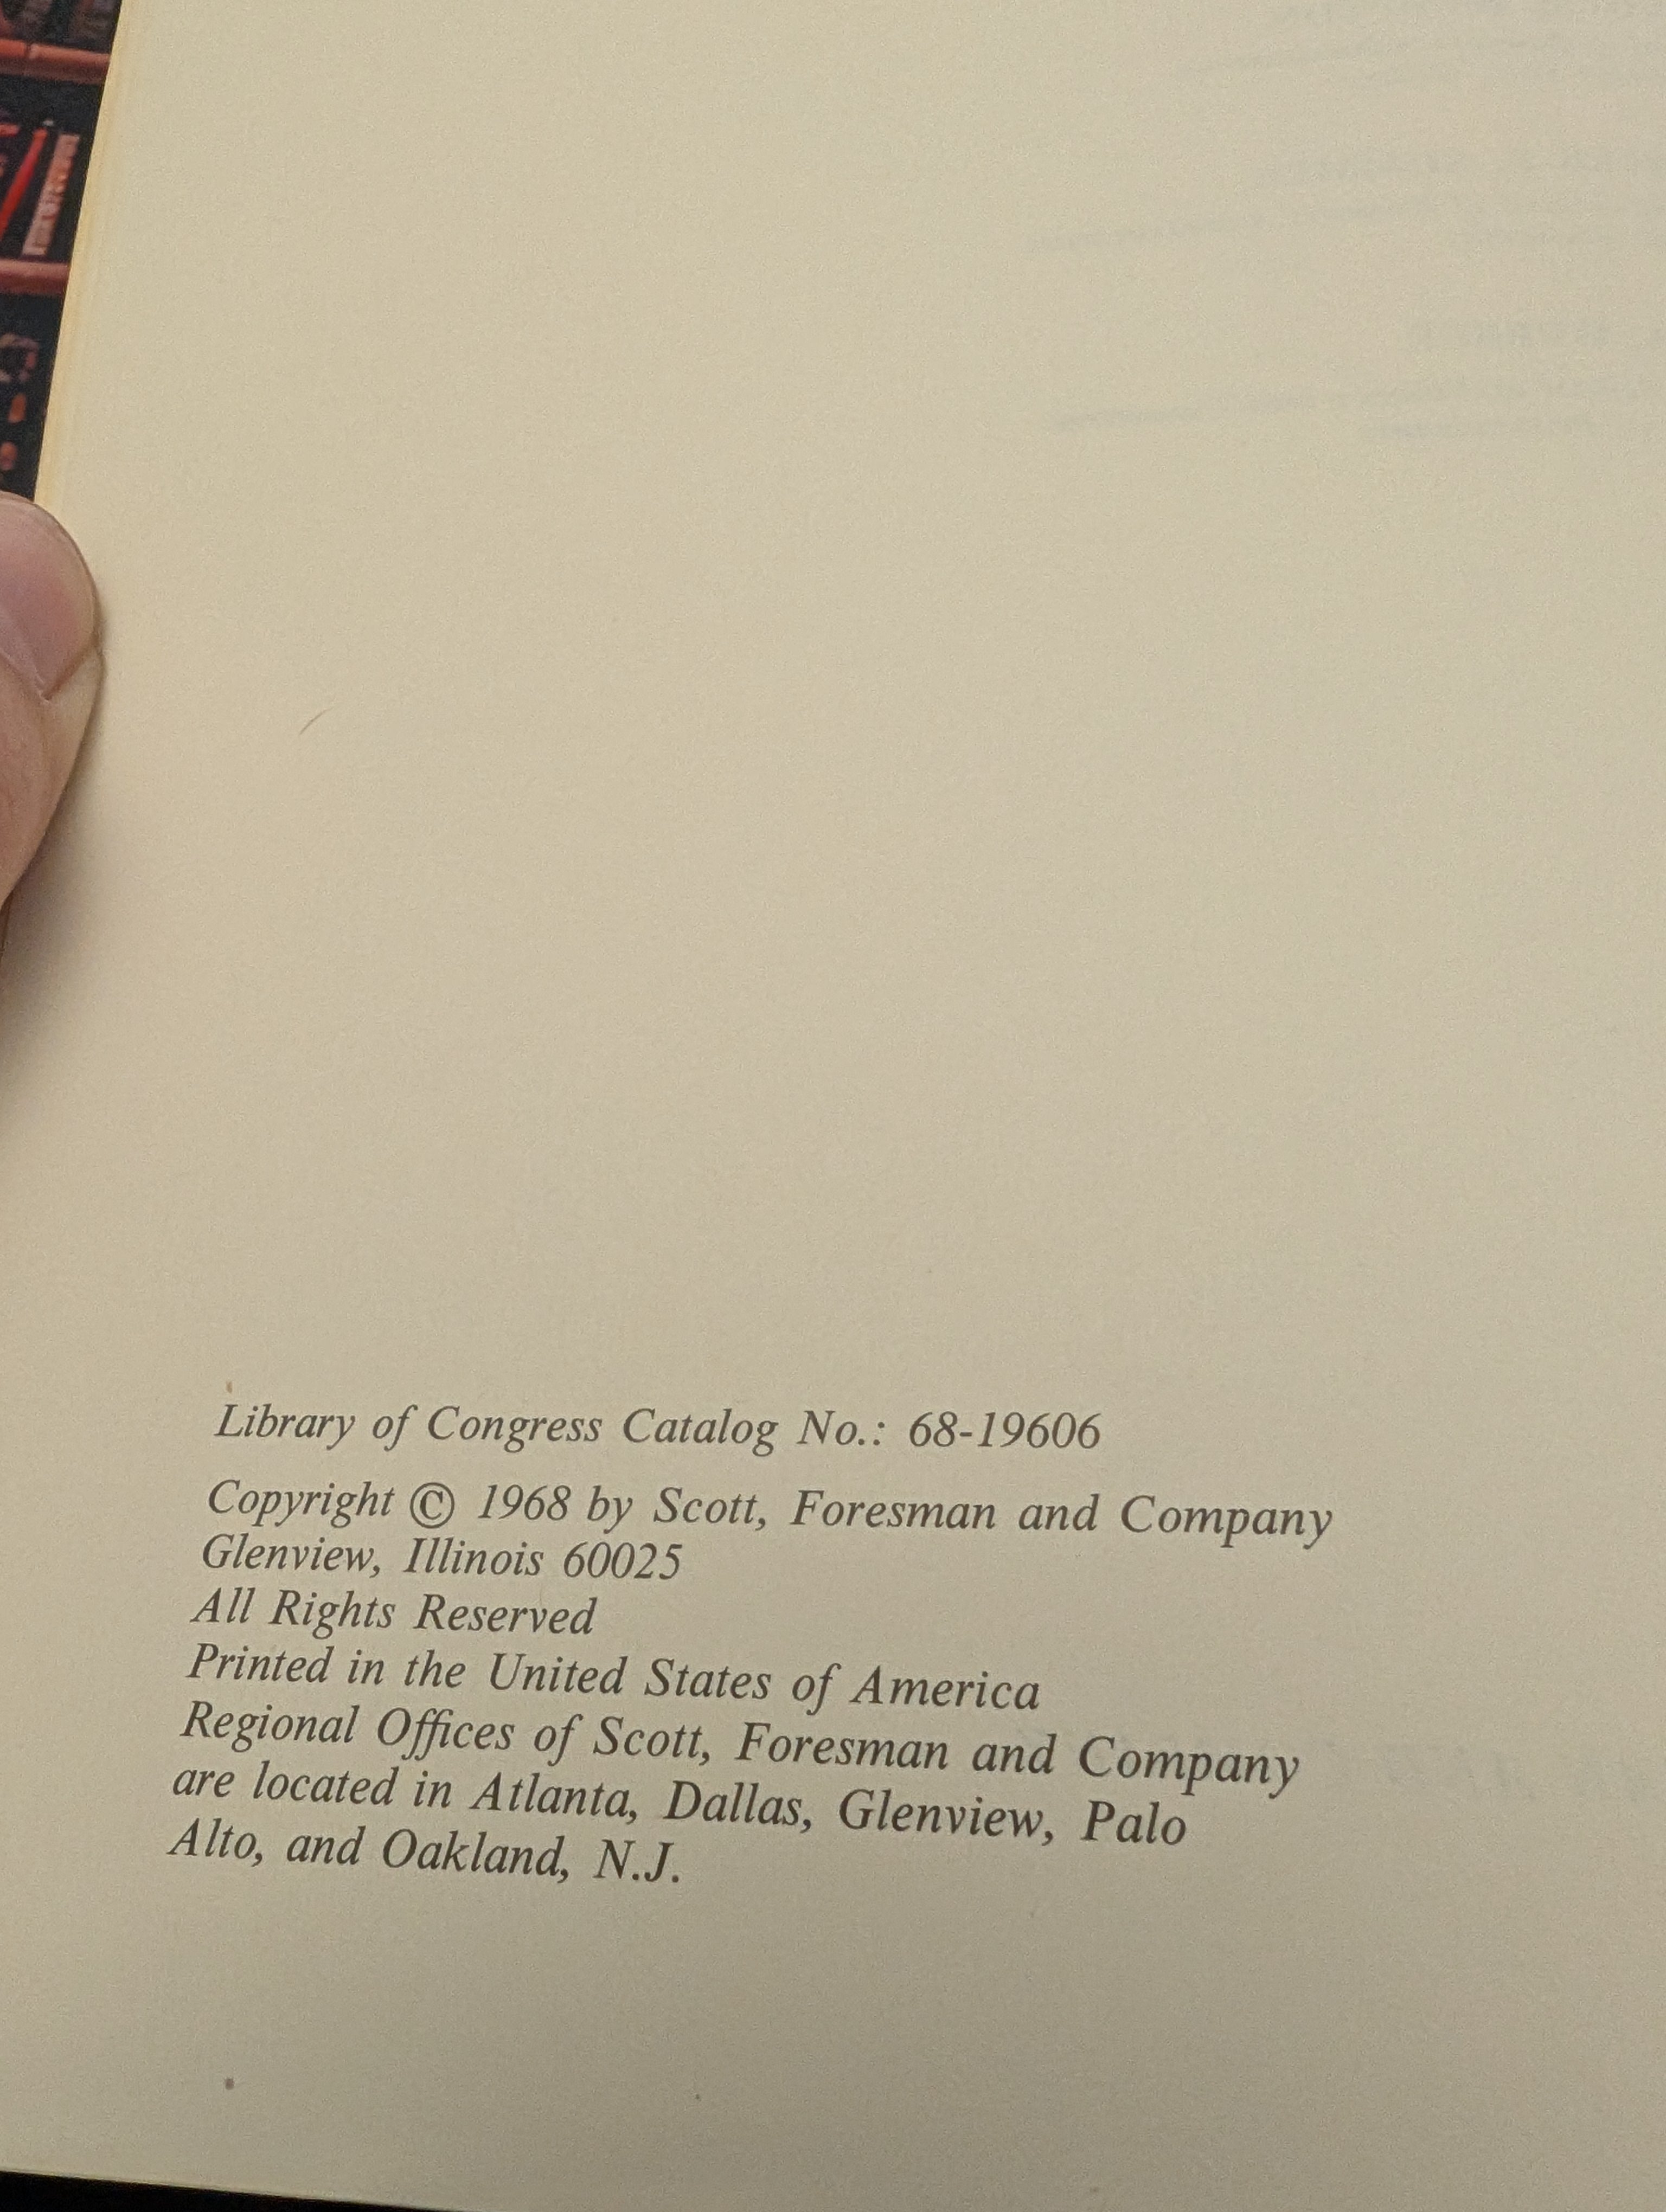 Library of Congress Catalog No.: 68-19606
Copyright © 1968 by Scott, Foresman and Company
Glenview, Illinois 60025
All Rights Reserved
Printed in the United States of America
Regional Offices of Scott, Foresman and Company
are located in Atlanta, Dallas, Glenview, Palo
Alto, and Oakland, N.J.